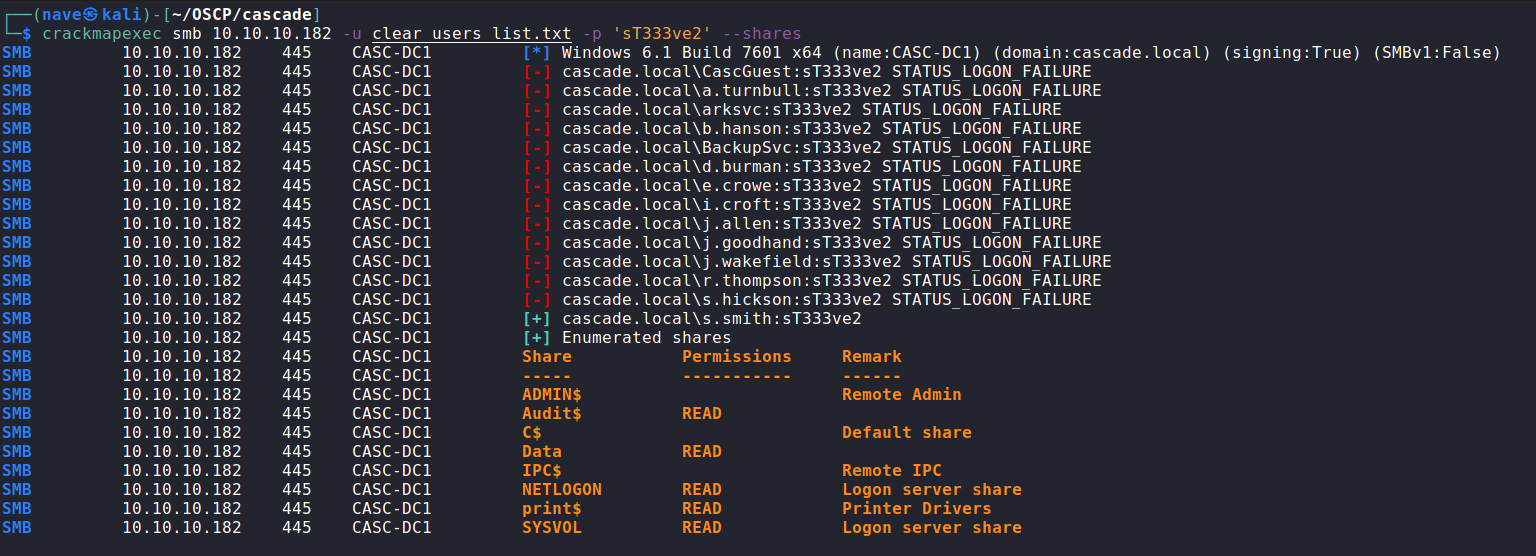 ┌──(nave㉿kali)-[~/OSCP/cascade]
└─$ crackmapexec smb 10.10.10.182 -u clear_users_list.txt -p 'sT333ve2' --shares
SMB 10.10.10.182 445 CASC-DC1 [*] Windows 6.1 Build 7601 x64 (name:CASC-DC1) (domain:cascade.local) (signing:True) (SMBv1:False)
SMB 10.10.10.182 445 CASC-DC1 [-] cascade.local\CascGuest:sT333ve2 STATUS_LOGON_FAILURE
SMB 10.10.10.182 445 CASC-DC1 [-] cascade.local\a.turnbull:sT333ve2 STATUS_LOGON_FAILURE
SMB 10.10.10.182 445 CASC-DC1 [-] cascade.local\arksvc:sT333ve2 STATUS_LOGON_FAILURE
SMB 10.10.10.182 445 CASC-DC1 [-] cascade.local\b.hanson:sT333ve2 STATUS_LOGON_FAILURE
SMB 10.10.10.182 445 CASC-DC1 [-] cascade.local\BackupSvc:sT333ve2 STATUS_LOGON_FAILURE
SMB 10.10.10.182 445 CASC-DC1 [-] cascade.local\d.burman:sT333ve2 STATUS_LOGON_FAILURE
SMB 10.10.10.182 445 CASC-DC1 [-] cascade.local\e.crowe:sT333ve2 STATUS_LOGON_FAILURE
SMB 10.10.10.182 445 CASC-DC1 [-] cascade.local\i.croft:sT333ve2 STATUS_LOGON_FAILURE
SMB 10.10.10.182 445 CASC-DC1 [-] cascade.local\j.allen:sT333ve2 STATUS_LOGON_FAILURE
SMB 10.10.10.182 445 CASC-DC1 [-] cascade.local\j.goodhand:sT333ve2 STATUS_LOGON_FAILURE
SMB 10.10.10.182 445 CASC-DC1 [-] cascade.local\j.wakefield:sT333ve2 STATUS_LOGON_FAILURE
SMB 10.10.10.182 445 CASC-DC1 [-] cascade.local\r.thompson:sT333ve2 STATUS_LOGON_FAILURE
SMB 10.10.10.182 445 CASC-DC1 [-] cascade.local\s.hickson:sT333ve2 STATUS_LOGON_FAILURE
SMB 10.10.10.182 445 CASC-DC1 [+] cascade.local\s.smith:sT333ve2
SMB 10.10.10.182 445 CASC-DC1 [+] Enumerated shares
SMB 10.10.10.182 445 CASC-DC1 Share Permissions Remark
SMB 10.10.10.182 445 CASC-DC1 ----- ----------- ------
SMB 10.10.10.182 445 CASC-DC1 ADMIN$ Remote Admin
SMB 10.10.10.182 445 CASC-DC1 Audit$ READ
SMB 10.10.10.182 445 CASC-DC1 C$ Default share
SMB 10.10.10.182 445 CASC-DC1 Data READ
SMB 10.10.10.182 445 CASC-DC1 IPC$ Remote IPC
SMB 10.10.10.182 445 CASC-DC1 NETLOGON READ Logon server share
SMB 10.10.10.182 445 CASC-DC1 print$ READ Printer Drivers
SMB 10.10.10.182 445 CASC-DC1 SYSVOL READ Logon server share